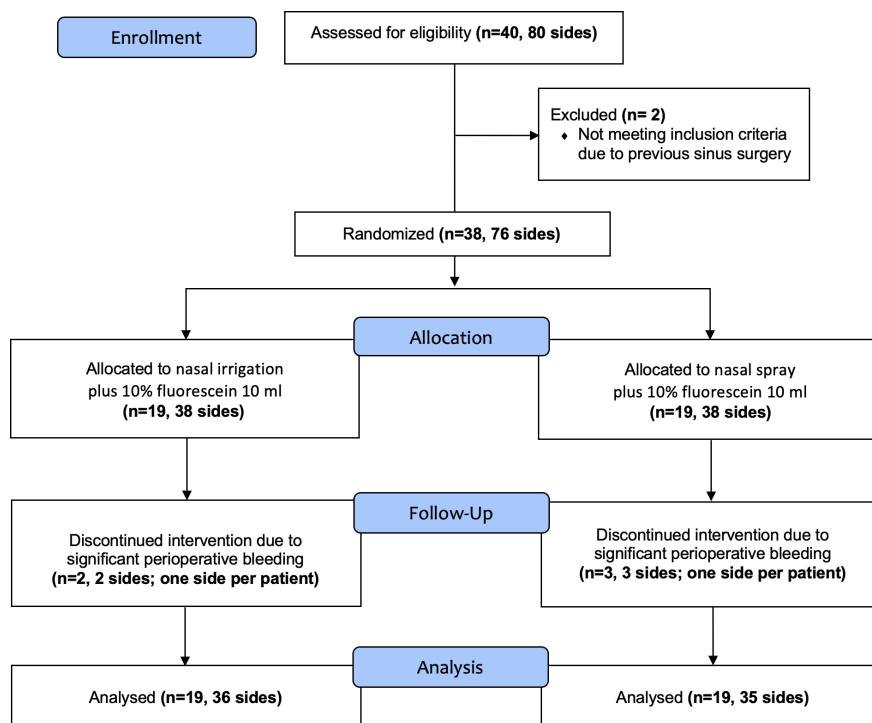 Enrollment
Assessed for eligibility (n=40, 80 sides)
Excluded (n= 2)
♦ Not meeting inclusion criteria
due to previous sinus surgery
Randomized (n=38, 76 sides)
Allocation
Allocated to nasal irrigation
plus 10% fluorescein 10 ml
(n=19, 38 sides)
Allocated to nasal spray
plus 10% fluorescein 10 ml
(n=19, 38 sides)
Follow-Up
Discontinued intervention due to
significant perioperative bleeding
(n=2, 2 sides; one side per patient)
Discontinued intervention due to
significant perioperative bleeding
(n=3, 3 sides; one side per patient)
Analysis
Analysed (n=19, 36 sides)
Analysed (n=19, 35 sides)